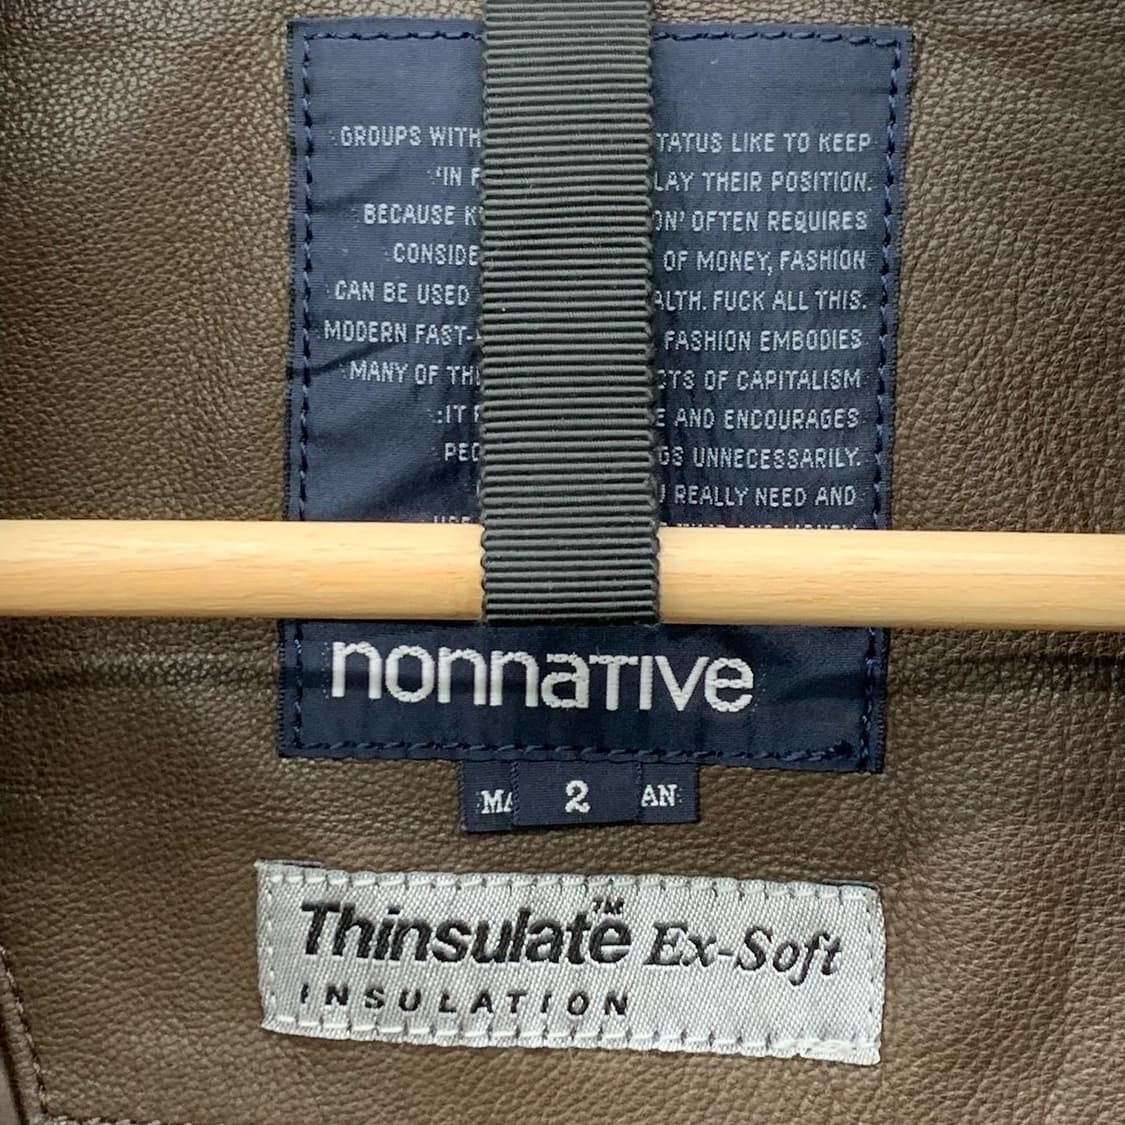 GROUPS WITH TATUS LIKE TO KEEP
'IN F LAY THEIR POSITION.
BECAUSE K ON' OFTEN REQUIRES
CONSIDE OF MONEY, FASHION
CAN BE USED ALTH. FUCK ALL THIS.
MODERN FAST- FASHION EMBODIES
MANY OF TH CTS OF CAPITALISM
:IT E AND ENCOURAGES
PEO GS UNNECESSARILY.
REALLY NEED AND
nonnative
MA 2 AN
Thinsulate™ Ex-Soft
INSULATION